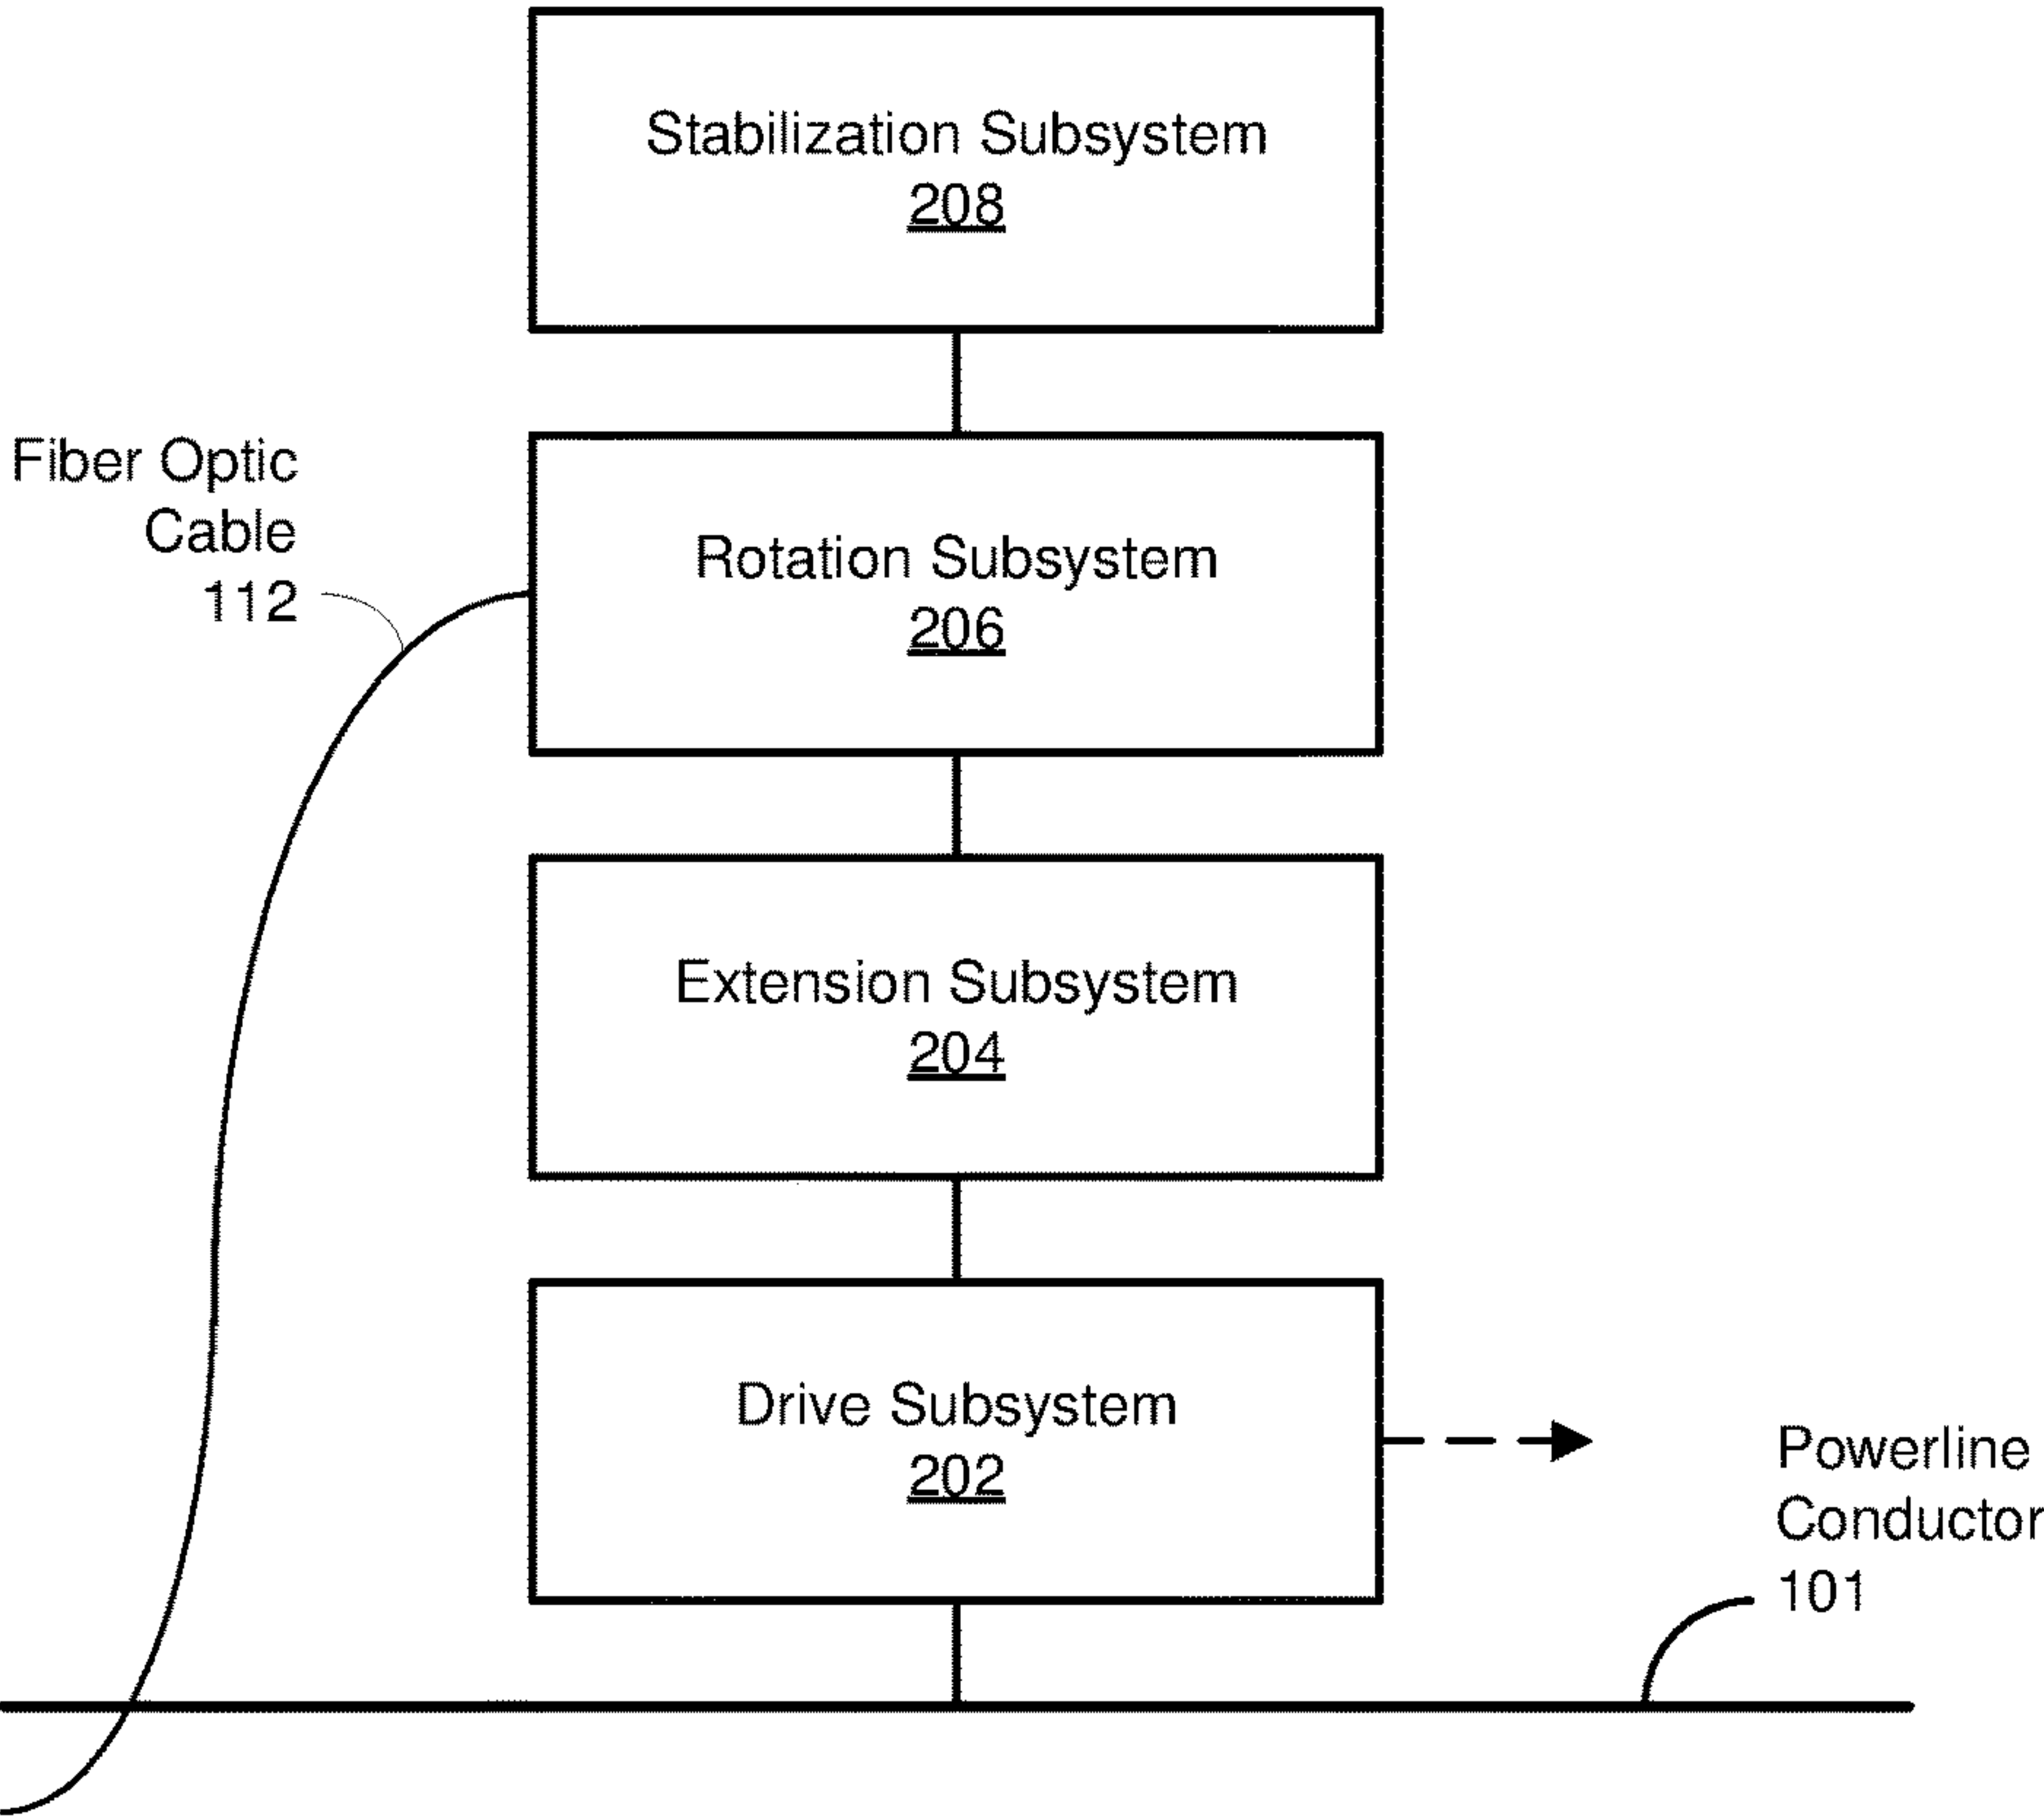 Stabilization Subsystem
208
Fiber Optic
Cable
112
Rotation Subsystem
206
Extension Subsystem
204
Drive Subsystem
202
Powerline
Conductor
101